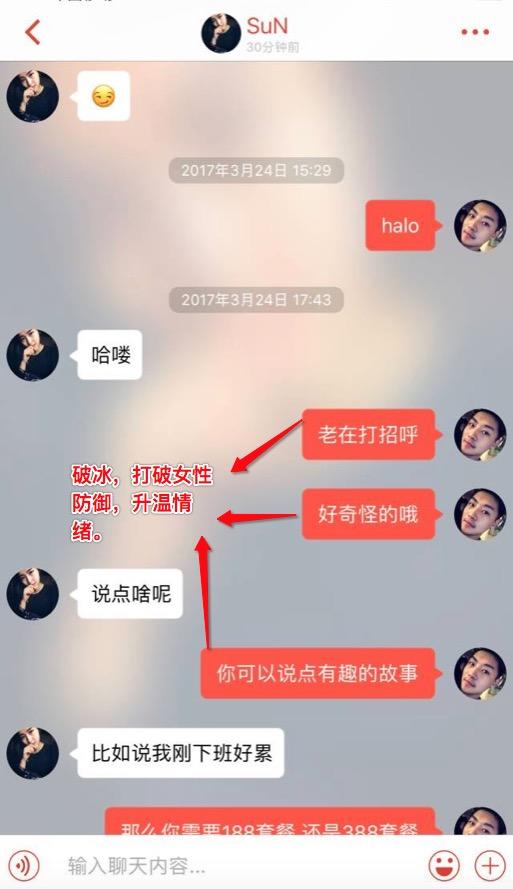 SuN
30分钟前
2017年3月24日 15:29
halo
2017年3月24日 17:43
哈喽
老在打招呼
破冰，打破女性
防御，升温情
绪。
好奇怪的哦
说点啥呢
你可以说点有趣的故事
比如说我刚下班好累
那么你需要188套餐 还是388套餐
输入聊天内容...